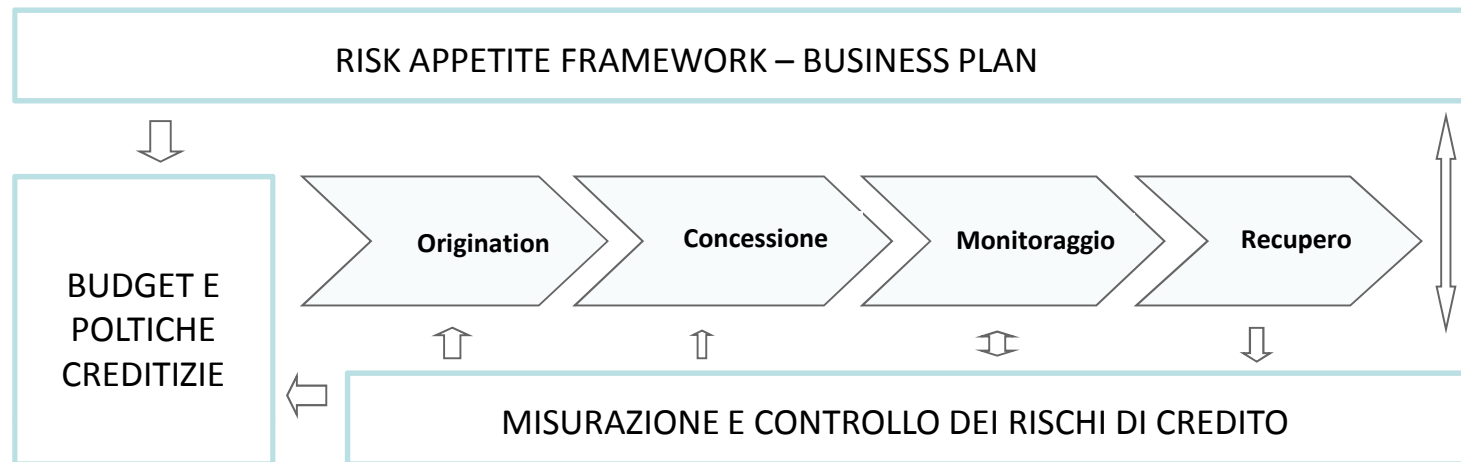 RISK APPETITE FRAMEWORK – BUSINESS PLAN
BUDGET E
POLTICHE
CREDITIZIE
Origination
Concessione
Monitoraggio
Recupero
MISURAZIONE E CONTROLLO DEI RISCHI DI CREDITO